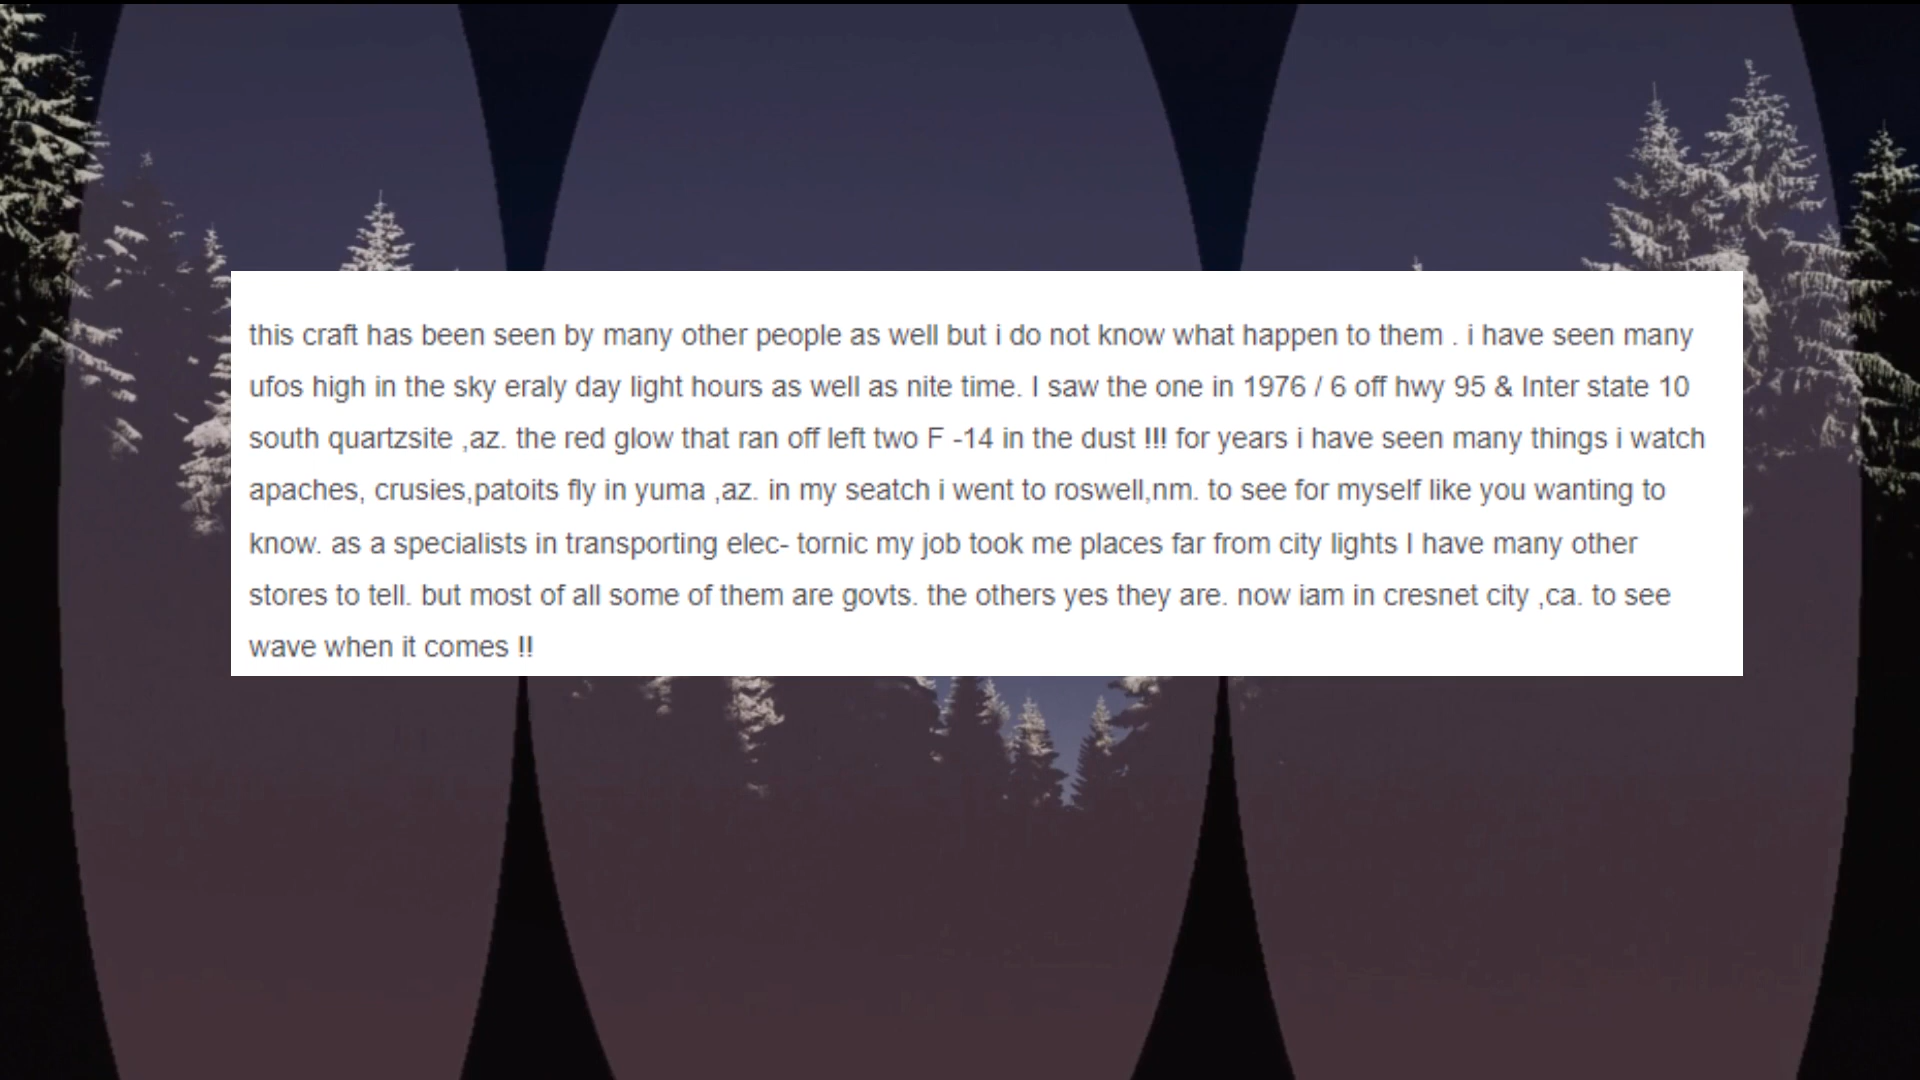 this craft has been seen by many other people as well but i do not know what happen to them . i have seen many
ufos high in the sky eraly day light hours as well as nite time. I saw the one in 1976 / 6 off hwy 95 & Inter state 10
south quartzsite ,az. the red glow that ran off left two F -14 in the dust !!! for years i have seen many things i watch
apaches, crusies,patoits fly in yuma ,az. in my seatch i went to roswell,nm. to see for myself like you wanting to
know. as a specialists in transporting elec- tornic my job took me places far from city lights I have many other
stores to tell. but most of all some of them are govts. the others yes they are. now iam in cresnet city ,ca. to see
wave when it comes !!